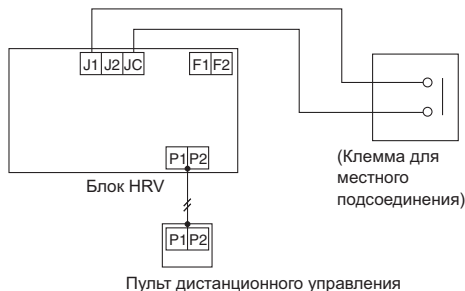 J1 J2 JC F1 F2
P1 P2
Блок HRV
(Клемма для
местного
подсоединения)
P1 P2
Пульт дистанционного управления